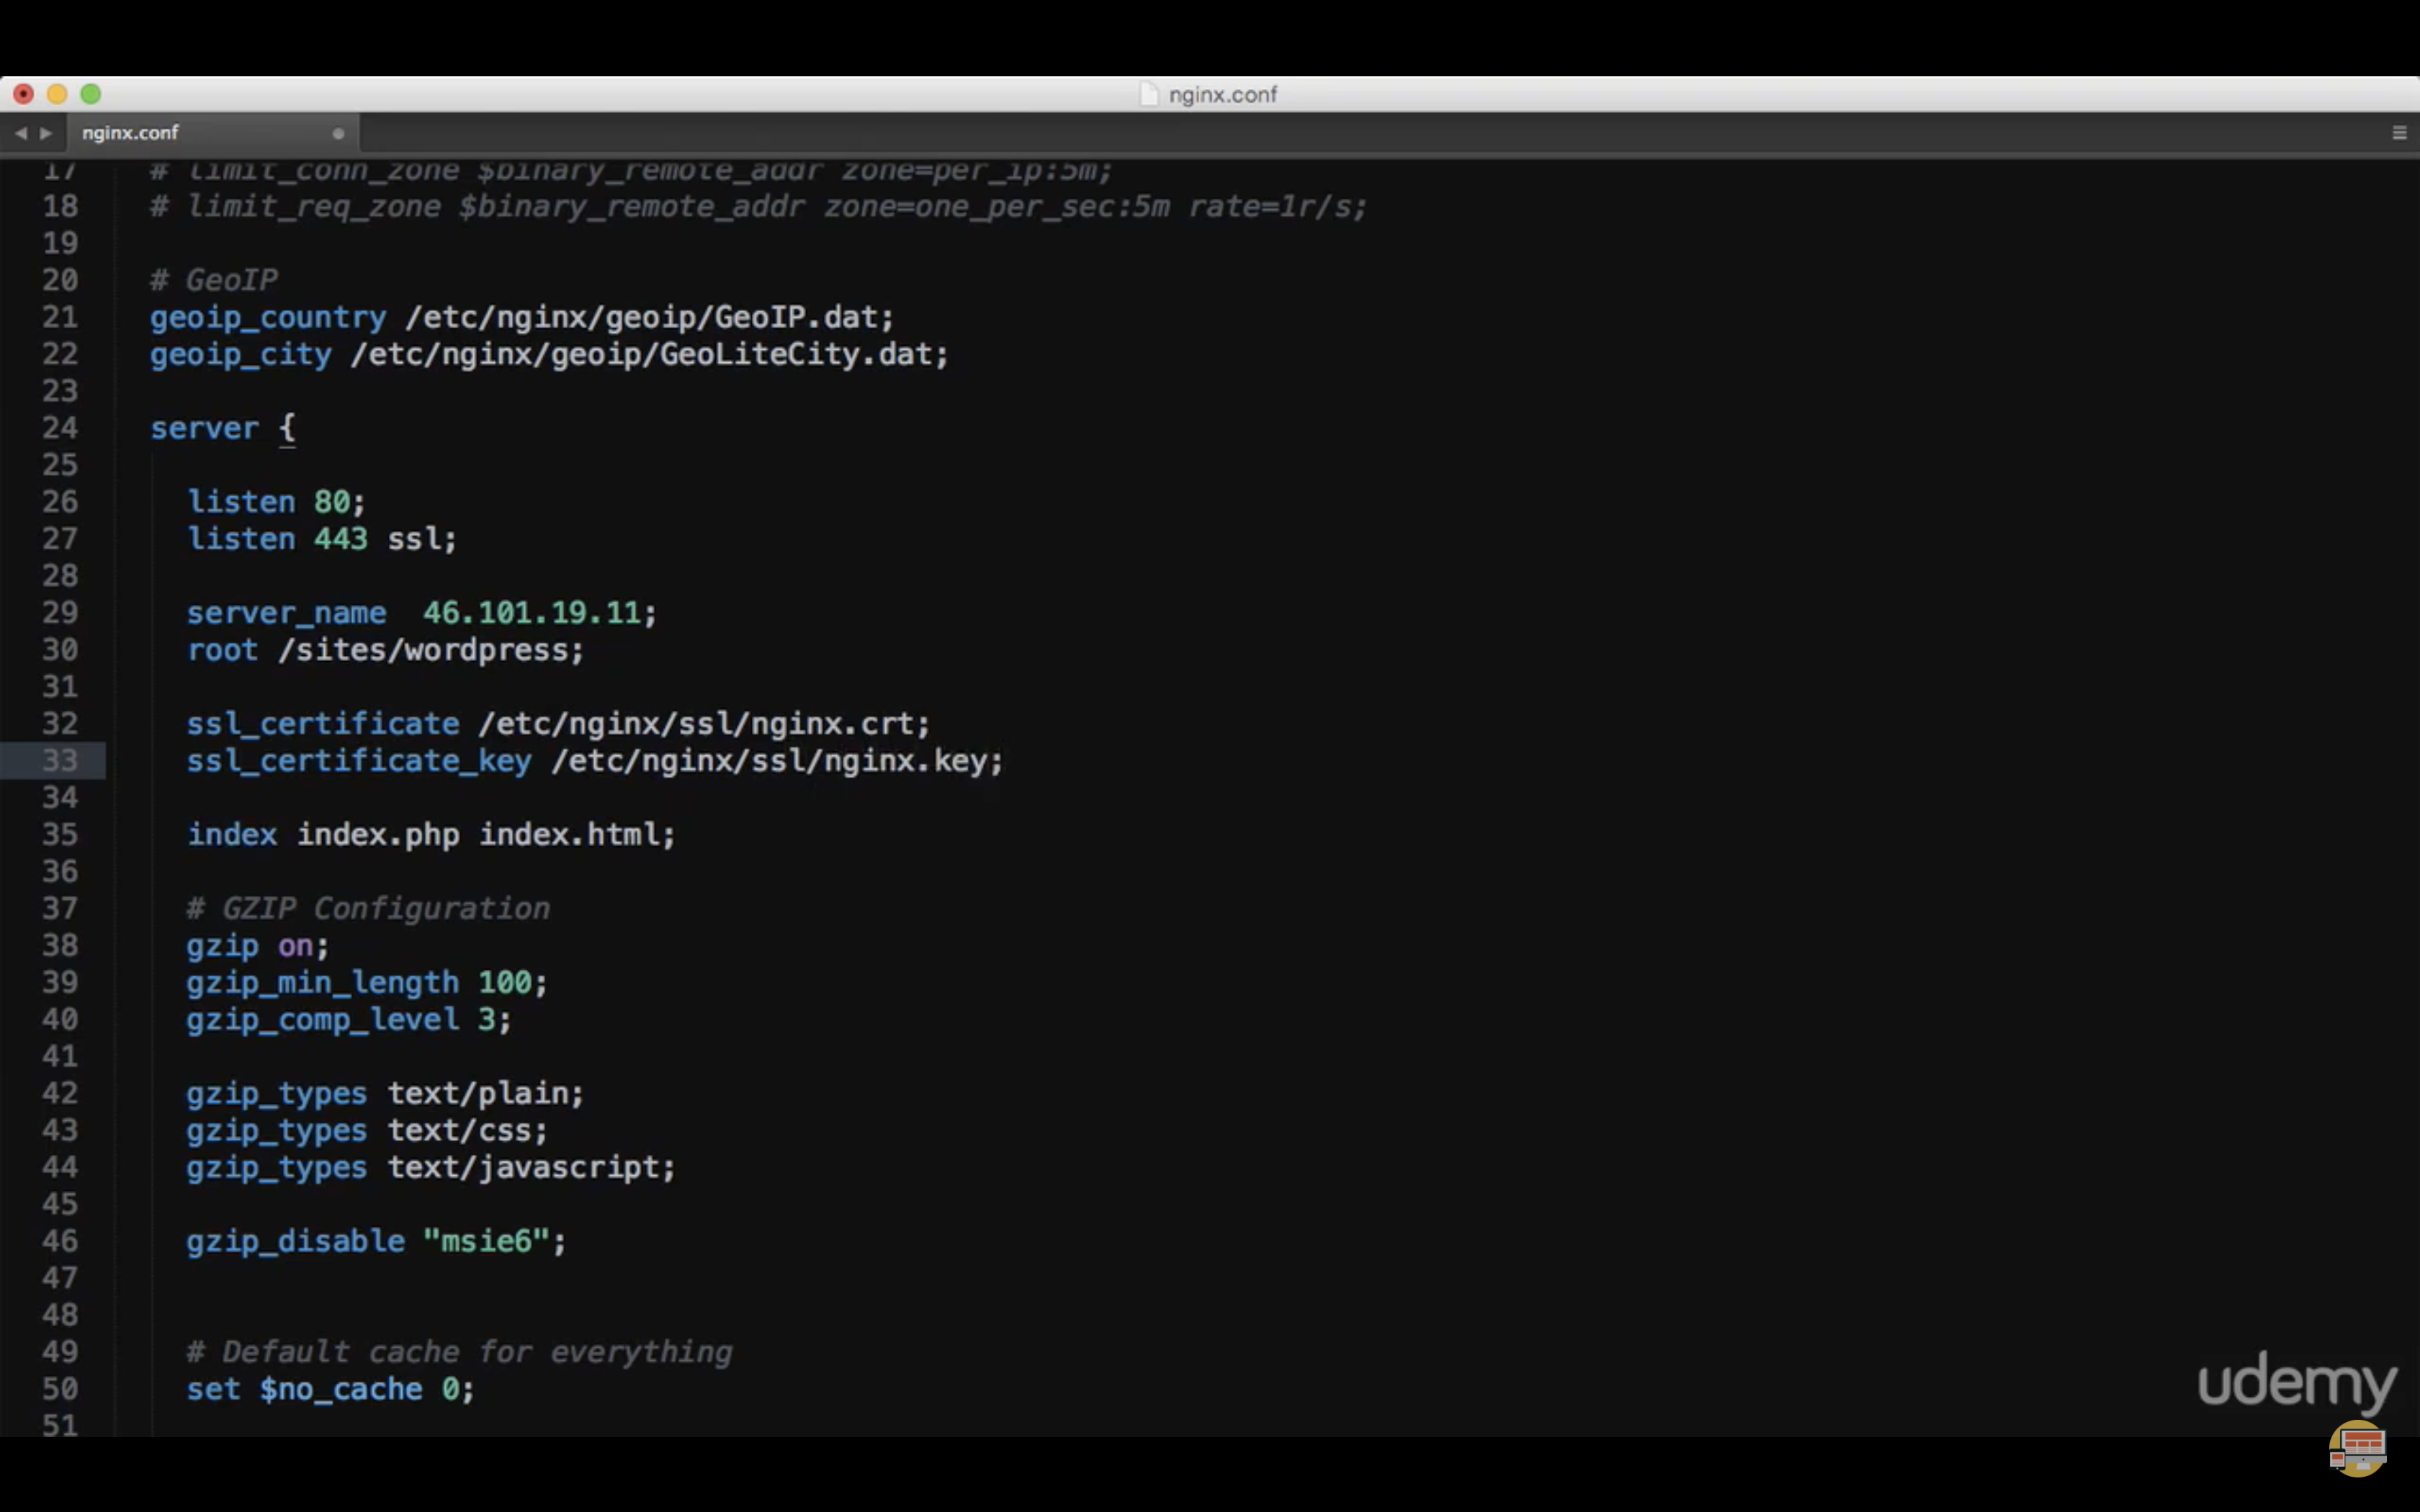 nginx.conf
nginx.conf
17 # limit_conn_zone $binary_remote_addr zone=per_ip:5m;
18 # limit_req_zone $binary_remote_addr zone=one_per_sec:5m rate=1r/s;
19
20 # GeoIP
21 geoip_country /etc/nginx/geoip/GeoIP.dat;
22 geoip_city /etc/nginx/geoip/GeoLiteCity.dat;
23
24 server {
25
26 listen 80;
27 listen 443 ssl;
28
29 server_name  46.101.19.11;
30 root /sites/wordpress;
31
32 ssl_certificate /etc/nginx/ssl/nginx.crt;
33 ssl_certificate_key /etc/nginx/ssl/nginx.key;
34
35 index index.php index.html;
36
37 # GZIP Configuration
38 gzip on;
39 gzip_min_length 100;
40 gzip_comp_level 3;
41
42 gzip_types text/plain;
43 gzip_types text/css;
44 gzip_types text/javascript;
45
46 gzip_disable "msie6";
47
48
49 # Default cache for everything
50 set $no_cache 0;
51
udemy